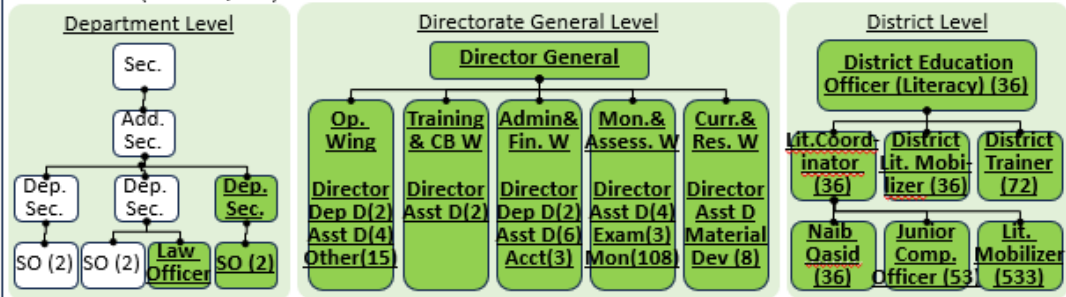 Department Level
Sec.
Add.
Sec.
Dep.
Sec.
Dep.
Sec.
Dep.
Sec.
SO (2)
SO (2)
Law
Officer
SO (2)
Directorate General Level
Director General
Op.
Wing
Director
Dep D(2)
Asst D(4)
Other(15)
Training
& CB W
Director
Asst D(2)
Admin&
Fin. W
Director
Dep D(2)
Asst D(6)
Acct(3)
Mon.&
Assess. W
Director
Asst D(4)
Exam(3)
Mon(108)
Curr.&
Res. W
Director
Asst D
Material
Dev (8)
District Level
District Education
Officer (Literacy) (36)
Lit.Coord-
inator
(36)
District
Lit. Mobi-
lizer (36)
District
Trainer
(72)
Naib
Qasid
(36)
Junior
Comp.
Officer (53)
Lit.
Mobilizer
(533)